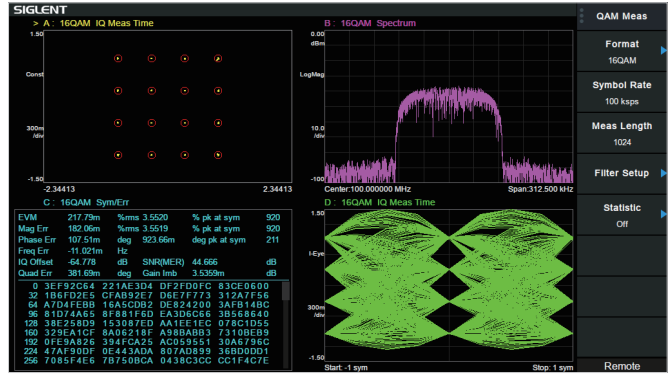 SIGLENT
> A : 16QAM IQ Meas Time
1.50
Const
300m
/div
-1.50
-2.34413 2.34413
B : 16QAM Spectrum
0.00
dBm
LogMag
10.0
/div
-100
Center:100.000000 MHz Span:312.500 kHz
C : 16QAM Sym/Err
EVM 217.79m %rms 3.5520 % pk at sym 920
Mag Err 182.06m %rms 3.5519 % pk at sym 920
Phase Err 107.51m deg 923.66m deg pk at sym 211
Freq Err -11.021m Hz
IQ Offset -64.778 dB SNR(MER) 44.666 dB
Quad Err 381.69m deg Gain Imb 3.5359m dB
0 3EF92C64 221AE3D4 DF2FD0FC 83CE0600
32 1B6FD2E5 CFAB92E7 D6E7F773 312A7F56
64 A7D4FEBB 16A5CDB2 DE824200 3AFB14BC
96 81D74A65 8F881F6D EA3D6C66 3B568640
128 38E258D9 153087ED AA1EE1EC 078C1D55
160 329EA1CF 8A06218F A98BABB3 7310BEB9
192 0FE9A826 394FCA25 AC059551 30A6796C
224 47AF90DF 0E443ADA 807AD899 36BD0DD1
256 7085F4E6 7B750BCA 0438C3CC CC1F4C7E
D : 16QAM IQ Meas Time
1.50
I-Eye
300m
/div
-1.50
Start: -1 sym Stop: 1 sym
QAM Meas
Format
16QAM
Symbol Rate
100 ksps
Meas Length
1024
Filter Setup
Statistic
Off
Remote